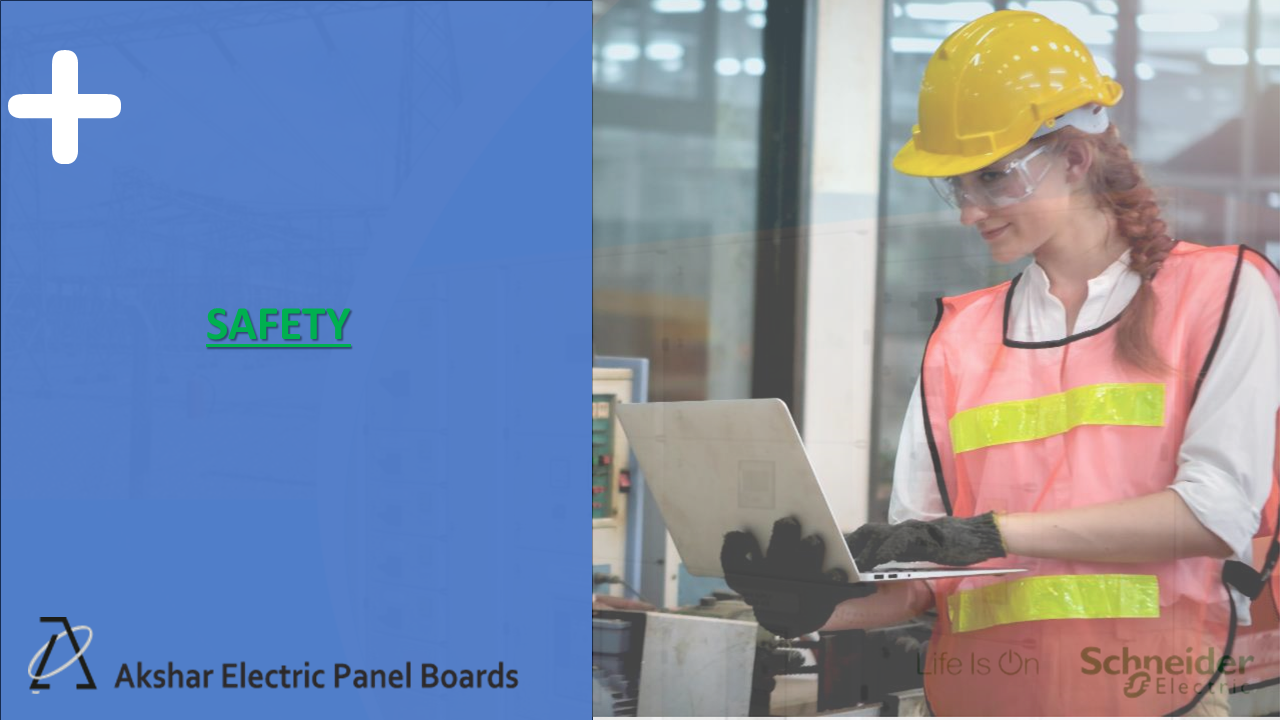 SAFETY
Akshar Electric Panel Boards
Life Is On
Schneider
Electric